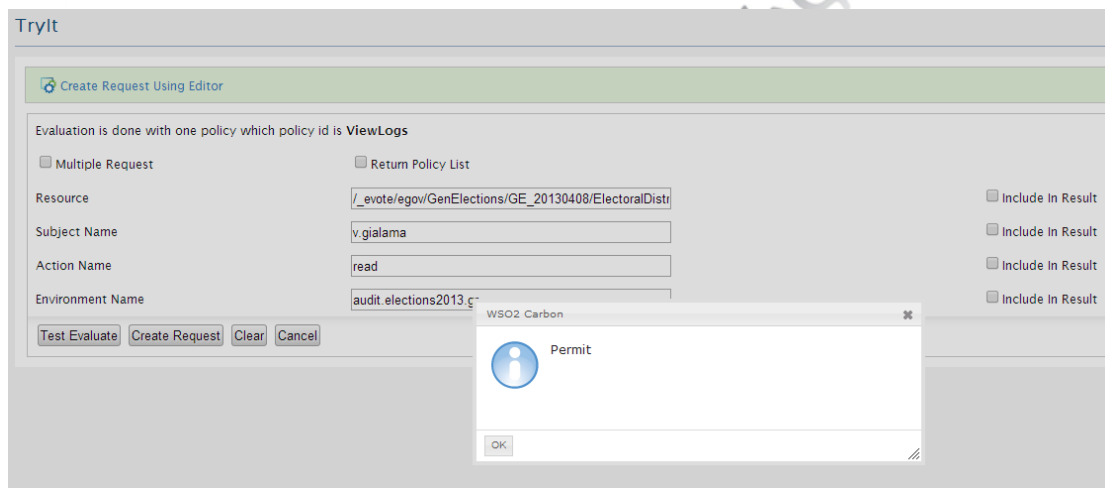 TryIt
Create Request Using Editor
Evaluation is done with one policy which policy id is ViewLogs
Multiple Request Return Policy List
Resource /_evote/egov/GenElections/GE_20130408/ElectoralDistr Include In Result
Subject Name v.gialama Include In Result
Action Name read Include In Result
Environment Name audit.elections2013.g Include In Result
Test Evaluate Create Request Clear Cancel
WSO2 Carbon
Permit
OK